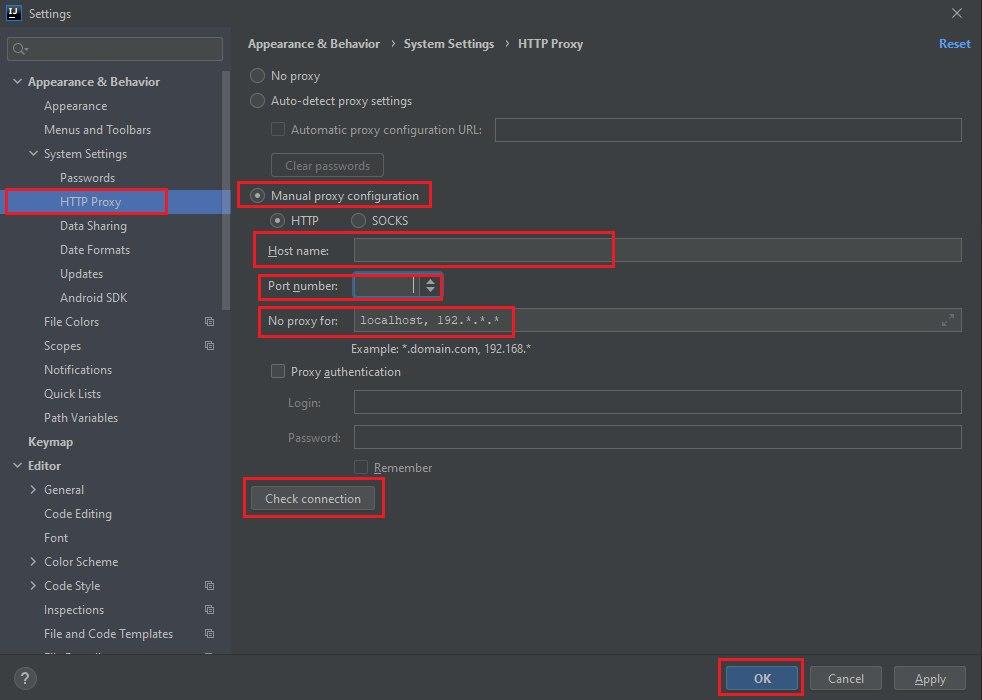 IJ Settings
Appearance & Behavior
Appearance
Menus and Toolbars
System Settings
Passwords
HTTP Proxy
Data Sharing
Date Formats
Updates
Android SDK
File Colors
Scopes
Notifications
Quick Lists
Path Variables
Keymap
Editor
General
Code Editing
Font
Color Scheme
Code Style
Inspections
File and Code Templates
Appearance & Behavior › System Settings › HTTP Proxy
Reset
No proxy
Auto-detect proxy settings
Automatic proxy configuration URL:
Clear passwords
Manual proxy configuration
HTTP SOCKS
Host name:
Port number:
No proxy for: localhost, 192.*.*.*
Example: *.domain.com, 192.168.*
Proxy authentication
Login:
Password:
Remember
Check connection
? OK Cancel Apply